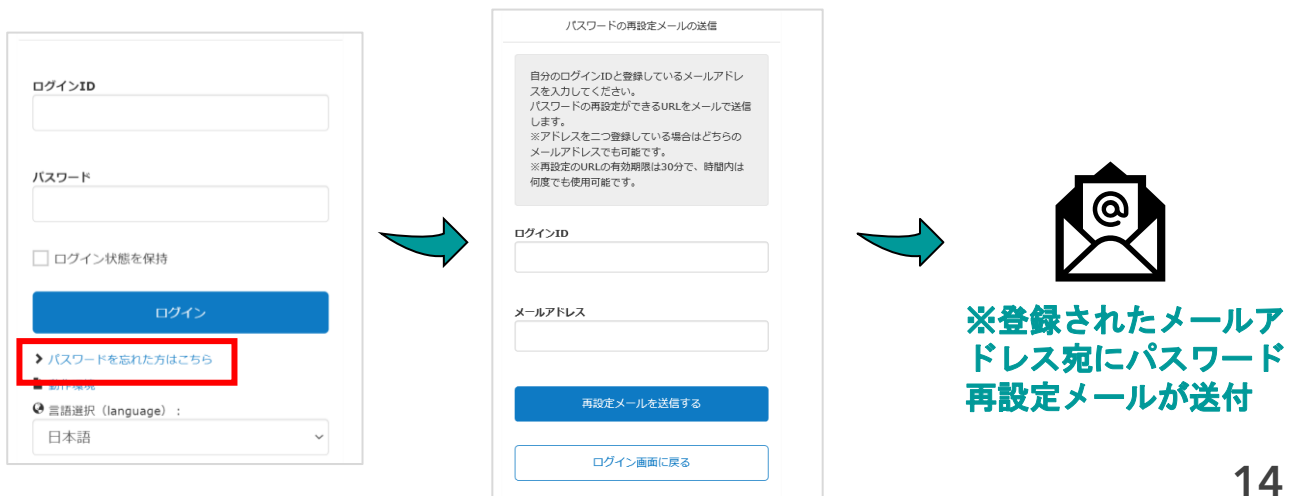 ログインID
パスワード
ログイン状態を保持
ログイン
パスワードを忘れた方はこちら
動作環境
言語選択（language）：
日本語
パスワードの再設定メールの送信
自分のログインIDと登録しているメールアドレ
スを入力してください。
パスワードの再設定ができるURLをメールで送信
します。
※アドレスを二つ登録している場合はどちらの
メールアドレスでも可能です。
※再設定のURLの有効期限は30分で、時間内は
何度でも使用可能です。
ログインID
メールアドレス
再設定メールを送信する
ログイン画面に戻る
@
※登録されたメールア
ドレス宛にパスワード
再設定メールが送付
14